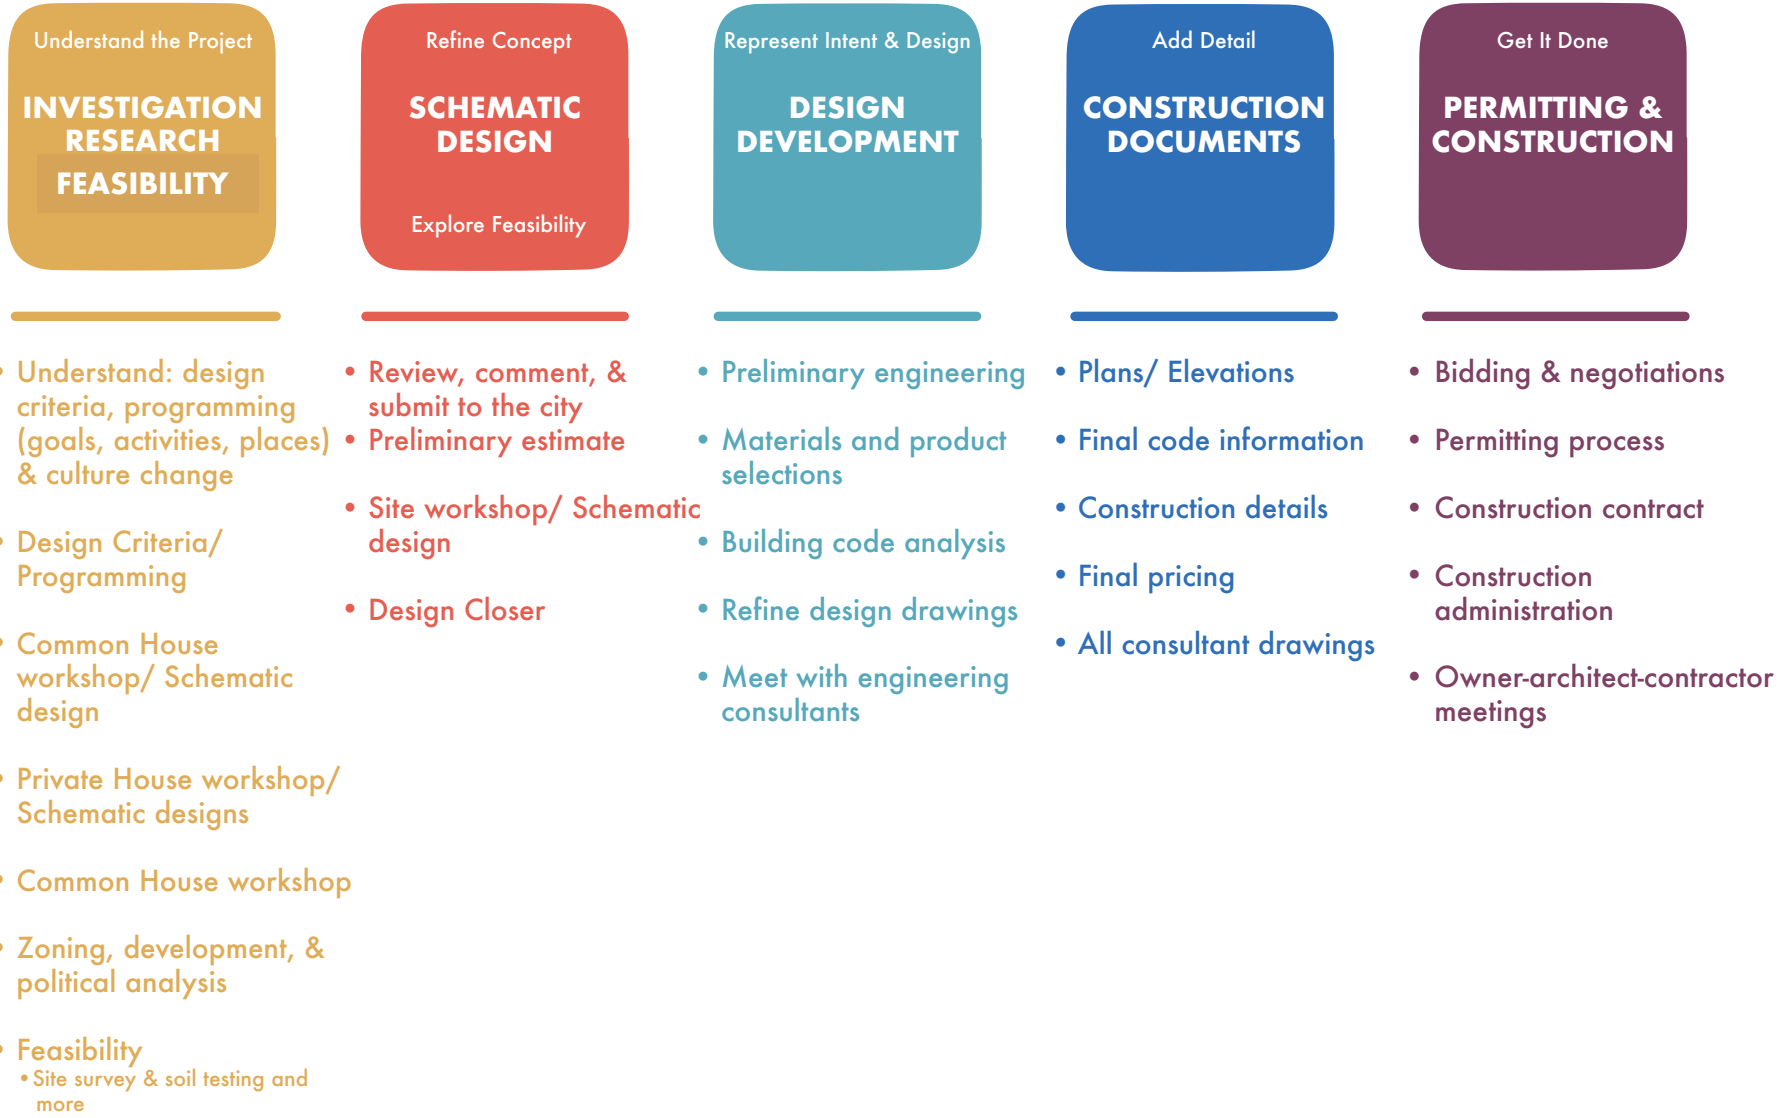 Understand the Project
INVESTIGATION
RESEARCH
FEASIBILITY
• Understand: design
criteria, programming
(goals, activities, places)
& culture change
• Design Criteria/
Programming
• Common House
workshop/ Schematic
design
• Private House workshop/
Schematic designs
• Common House workshop
• Zoning, development, &
political analysis
• Feasibility
• Site survey & soil testing and
more
Refine Concept
SCHEMATIC
DESIGN
Explore Feasibility
• Review, comment, &
submit to the city
• Preliminary estimate
• Site workshop/ Schematic
design
• Design Closer
Represent Intent & Design
DESIGN
DEVELOPMENT
• Preliminary engineering
• Materials and product
selections
• Building code analysis
• Refine design drawings
• Meet with engineering
consultants
Add Detail
CONSTRUCTION
DOCUMENTS
• Plans/ Elevations
• Final code information
• Construction details
• Final pricing
• All consultant drawings
Get It Done
PERMITTING &
CONSTRUCTION
• Bidding & negotiations
• Permitting process
• Construction contract
• Construction
administration
• Owner-architect-contractor
meetings